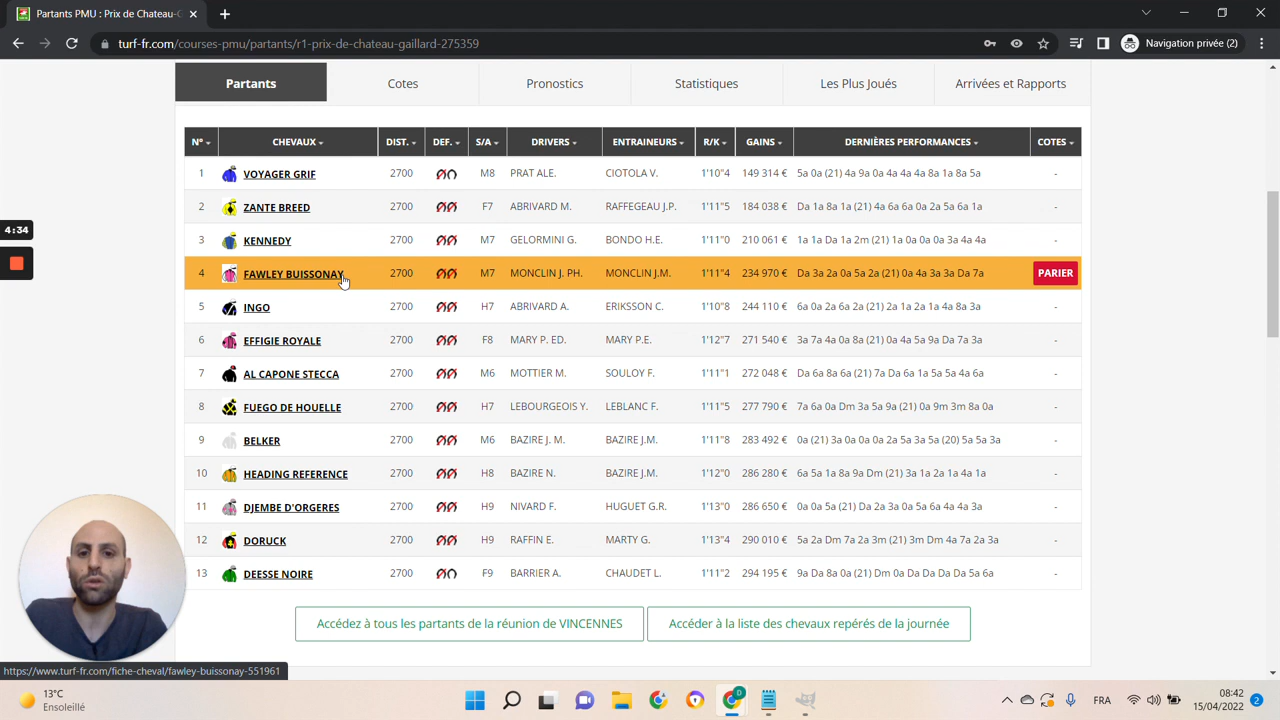 Partants PMU : Prix de Chateau-G
turf-fr.com/courses-pmu/partants/r1-prix-de-chateau-gaillard-275359
Navigation privée (2)
Partants Cotes Pronostics Statistiques Les Plus Joués Arrivées et Rapports
N° CHEVAUX DIST. DEF. S/A DRIVERS ENTRAINEURS R/K GAINS DERNIÈRES PERFORMANCES COTES
1 VOYAGER GRIF 2700 M8 PRAT ALE. CIOTOLA V. 1'10"4 149 314 € 5a 0a (21) 4a 9a 0a 4a 4a 4a 8a 1a 8a 5a -
2 ZANTE BREED 2700 F7 ABRIVARD M. RAFFEGEAU J.P. 1'11"5 184 038 € Da 1a 8a 1a (21) 4a 6a 6a 0a 2a 5a 6a 1a -
3 KENNEDY 2700 M7 GELORMINI G. BONDO H.E. 1'11"0 210 061 € 1a 1a Da 1a 2m (21) 1a 0a 0a 0a 3a 4a 4a -
4 FAWLEY BUISSONAY 2700 M7 MONCLIN J. PH. MONCLIN J.M. 1'11"4 234 970 € Da 3a 2a 0a 5a 2a (21) 0a 4a 3a 3a Da 7a PARIER
5 INGO 2700 H7 ABRIVARD A. ERIKSSON C. 1'10"8 244 110 € 6a 0a 2a 6a 2a (21) 2a 1a 2a 1a 4a 8a 3a -
6 EFFIGIE ROYALE 2700 F8 MARY P. ED. MARY P.E. 1'12"7 271 540 € 3a 7a 4a 0a 8a (21) 0a 4a 5a 9a Da 7a 3a -
7 AL CAPONE STECCA 2700 M6 MOTTIER M. SOULOY F. 1'11"1 272 048 € Da 6a 8a 6a (21) 7a Da 6a 1a 5a 5a 4a 6a -
8 FUEGO DE HOUELLE 2700 H7 LEBOURGEOIS Y. LEBLANC F. 1'11"5 277 790 € 7a 6a 0a Dm 3a 5a 9a (21) 0a 9m 3m 8a 0a -
9 BELKER 2700 M6 BAZIRE J. M. BAZIRE J.M. 1'11"8 283 492 € 0a (21) 3a 0a 0a 0a 2a 5a 3a 5a (20) 5a 5a 3a -
10 HEADING REFERENCE 2700 H8 BAZIRE N. BAZIRE J.M. 1'12"0 286 280 € 6a 5a 1a 8a 9a Dm (21) 3a 1a 2a 1a 4a 1a -
11 DJEMBE D'ORGERES 2700 H9 NIVARD F. HUGUET G.R. 1'13"0 286 650 € 0a 0a 5a (21) Da 2a 3a 0a 5a 6a 4a 4a 3a -
12 DORUCK 2700 H9 RAFFIN E. MARTY G. 1'13"4 290 010 € 5a 2a Dm 7a 2a 3m (21) 3m Dm 4a 7a 2a 3a -
13 DEESSE NOIRE 2700 F9 BARRIER A. CHAUDET L. 1'11"2 294 195 € 9a Da 8a 0a (21) Dm 0a Da Da Da Da 5a 6a -
4:34
Accédez à tous les partants de la réunion de VINCENNES Accéder à la liste des chevaux repérés de la journée
https://www.turf-fr.com/fiche-cheval/fawley-buissonay-551961
13°C
Ensoleillé
FRA
08:42
15/04/2022
2